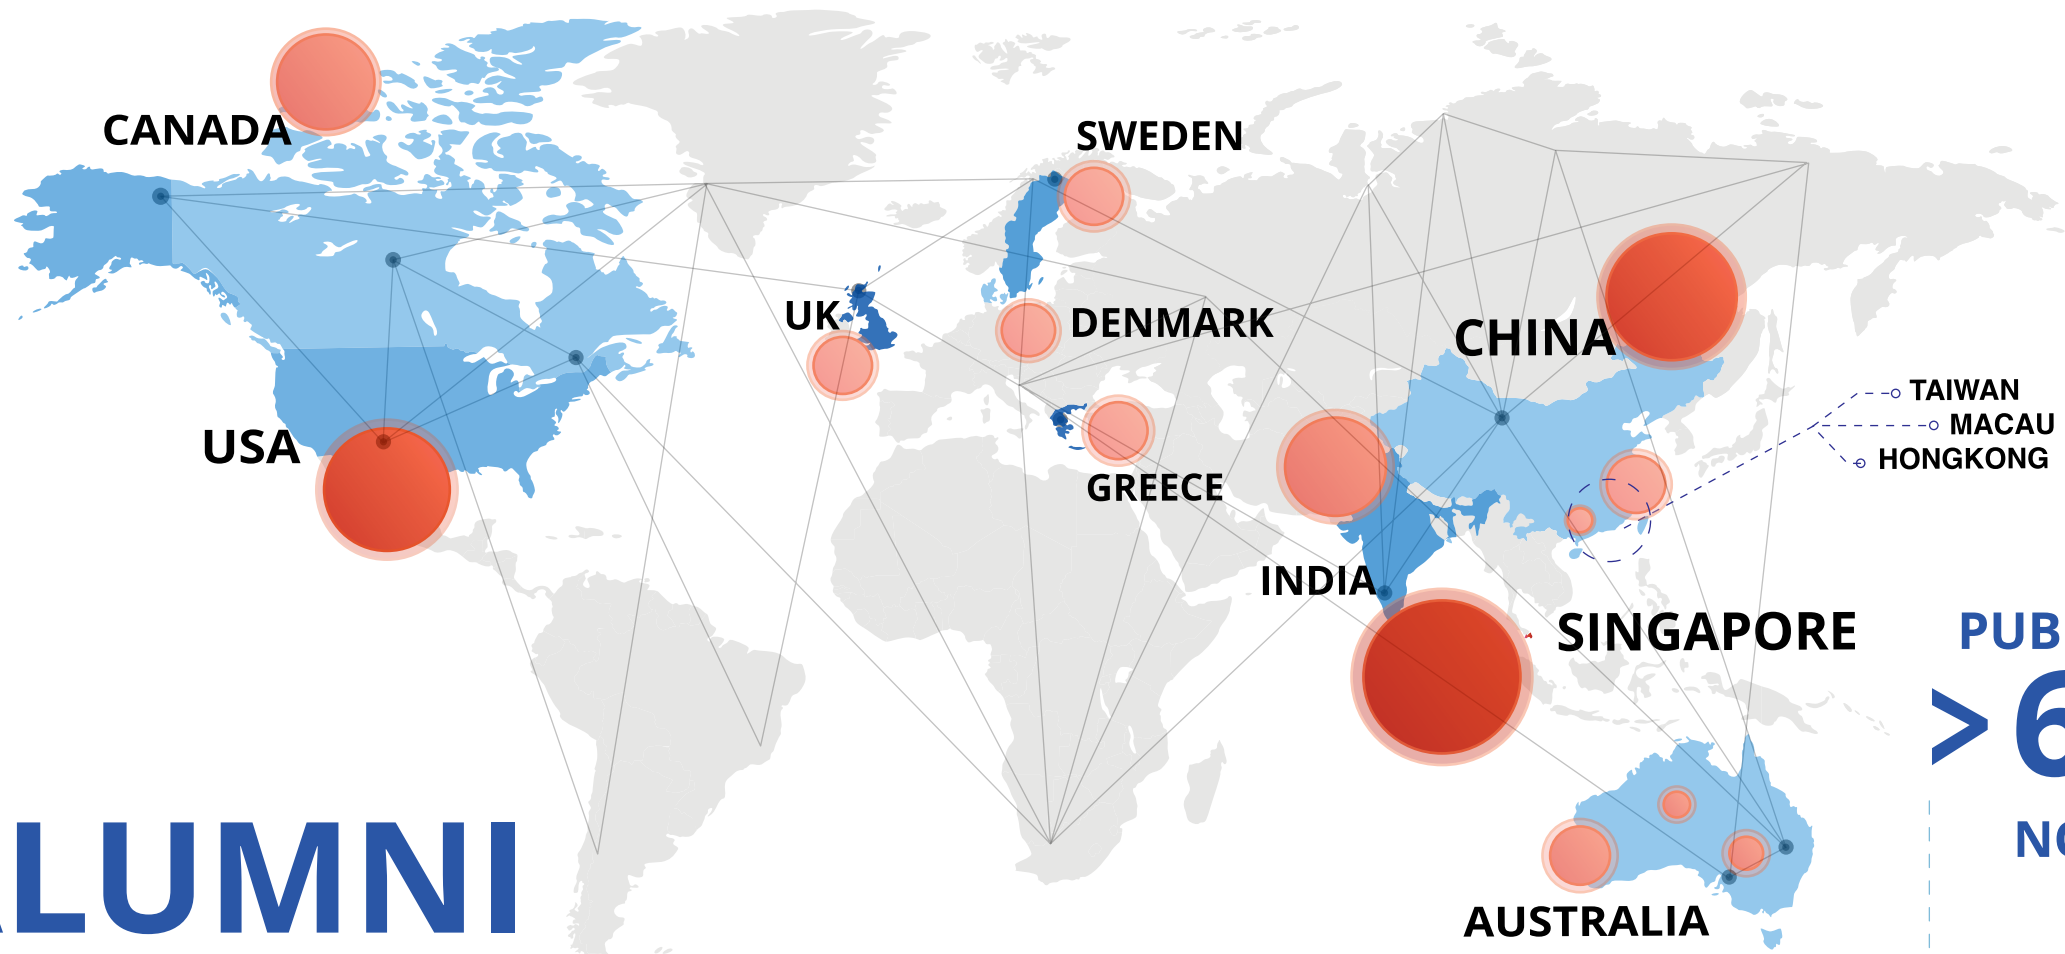 CANADA
SWEDEN
UK
DENMARK
CHINA
TAIWAN
MACAU
HONGKONG
USA
GREECE
INDIA
SINGAPORE
PUB
>6
NO
ALUMNI
AUSTRALIA